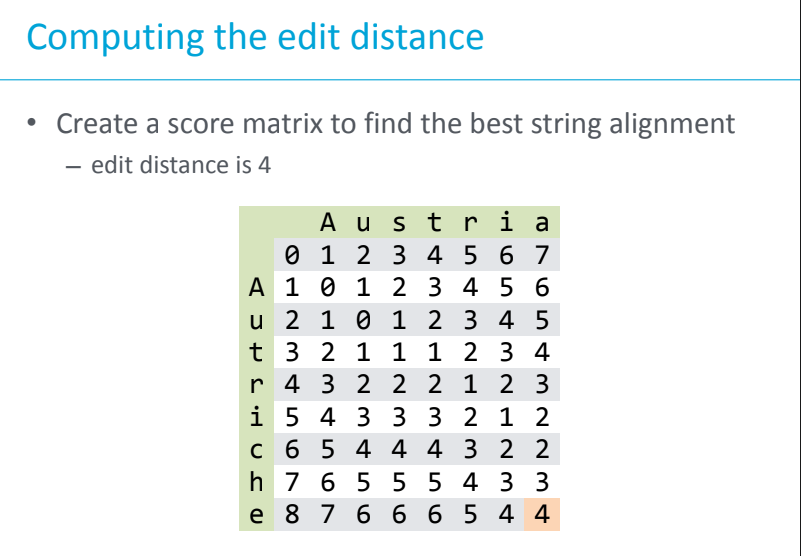 Computing the edit distance
• Create a score matrix to find the best string alignment
– edit distance is 4
A u s t r i a
0 1 2 3 4 5 6 7
A 1 0 1 2 3 4 5 6
u 2 1 0 1 2 3 4 5
t 3 2 1 1 1 2 3 4
r 4 3 2 2 2 1 2 3
i 5 4 3 3 3 2 1 2
c 6 5 4 4 4 3 2 2
h 7 6 5 5 5 4 3 3
e 8 7 6 6 6 5 4 4